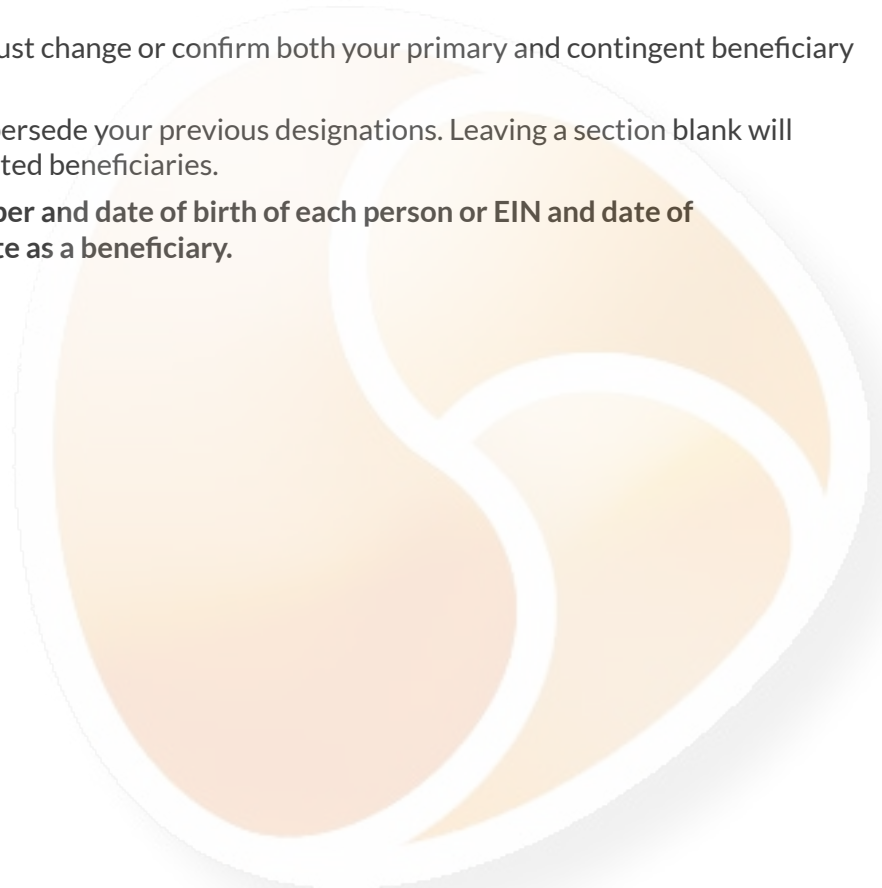 ust change or confirm both your primary and contingent beneficiary
ersede your previous designations. Leaving a section blank will
ted beneficiaries.
ber and date of birth of each person or EIN and date of
te as a beneficiary.